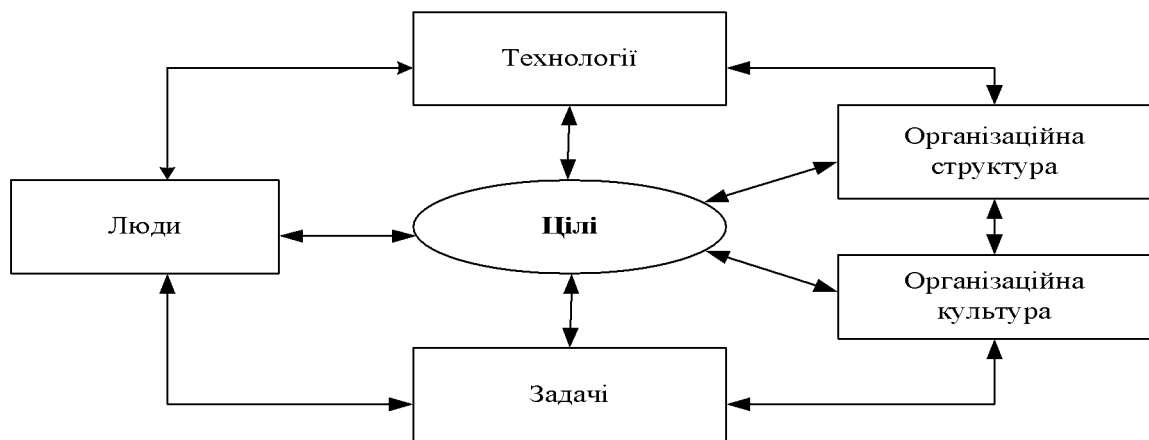 Технології
Організаційна
структура
Люди
Цілі
Організаційна
культура
Задачі